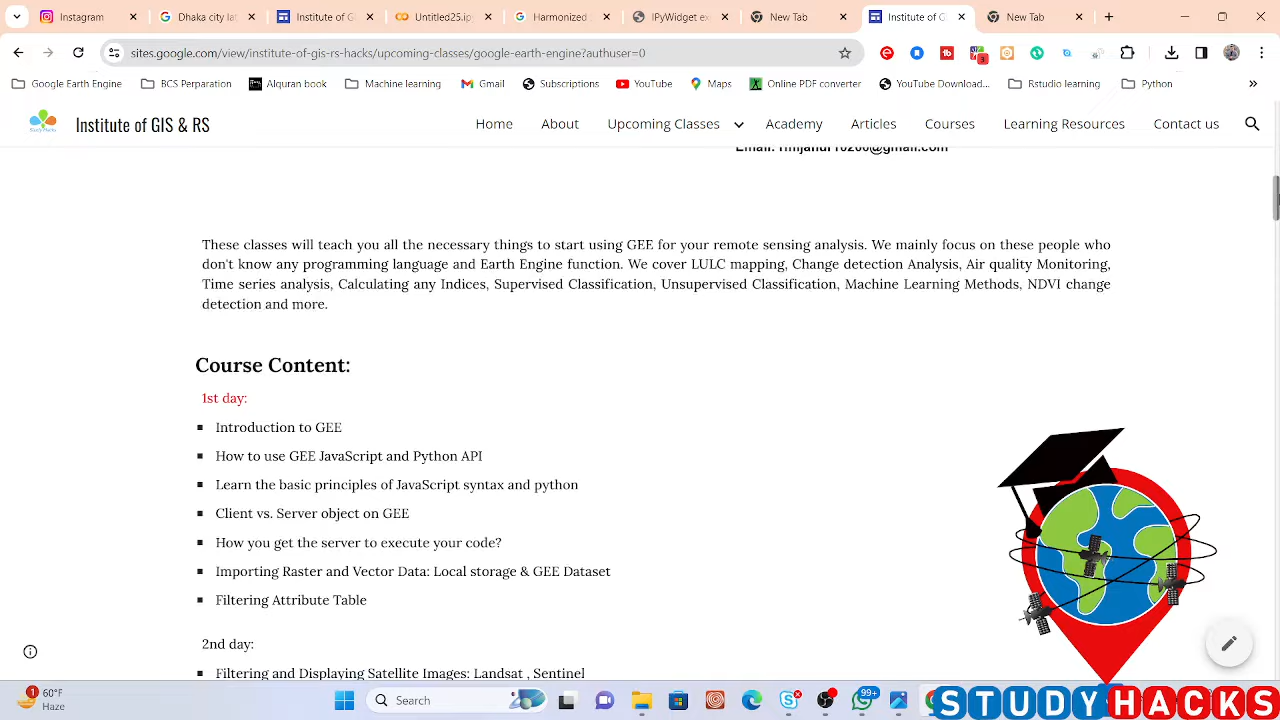 Instagram
Dhaka city lat
Institute of GI
Untitled25.ip
Harmonized
IPyWidget ex
New Tab
Institute of G
New Tab
sites.google.com/view/institute-of-gis-rs-hacks/upcoming-classes/google-earth-engine?authuser=0
Google Earth Engine
BCS Preparation
Alquran book
Machine learning
Gmail
Subscriptions
YouTube
Maps
Online PDF converter
YouTube Download...
Rstudio learning
Python
Institute of GIS & RS
Home
About
Upcoming Classes
Academy
Articles
Courses
Learning Resources
Contact us
These classes will teach you all the necessary things to start using GEE for your remote sensing analysis. We mainly focus on these people who
don't know any programming language and Earth Engine function. We cover LULC mapping, Change detection Analysis, Air quality Monitoring,
Time series analysis, Calculating any Indices, Supervised Classification, Unsupervised Classification, Machine Learning Methods, NDVI change
detection and more.
Course Content:
1st day:
Introduction to GEE
How to use GEE JavaScript and Python API
Learn the basic principles of JavaScript syntax and python
Client vs. Server object on GEE
How you get the server to execute your code?
Importing Raster and Vector Data: Local storage & GEE Dataset
Filtering Attribute Table
2nd day:
Filtering and Displaying Satellite Images: Landsat , Sentinel
60°F
Haze
Search
99+
STUDYHACKS